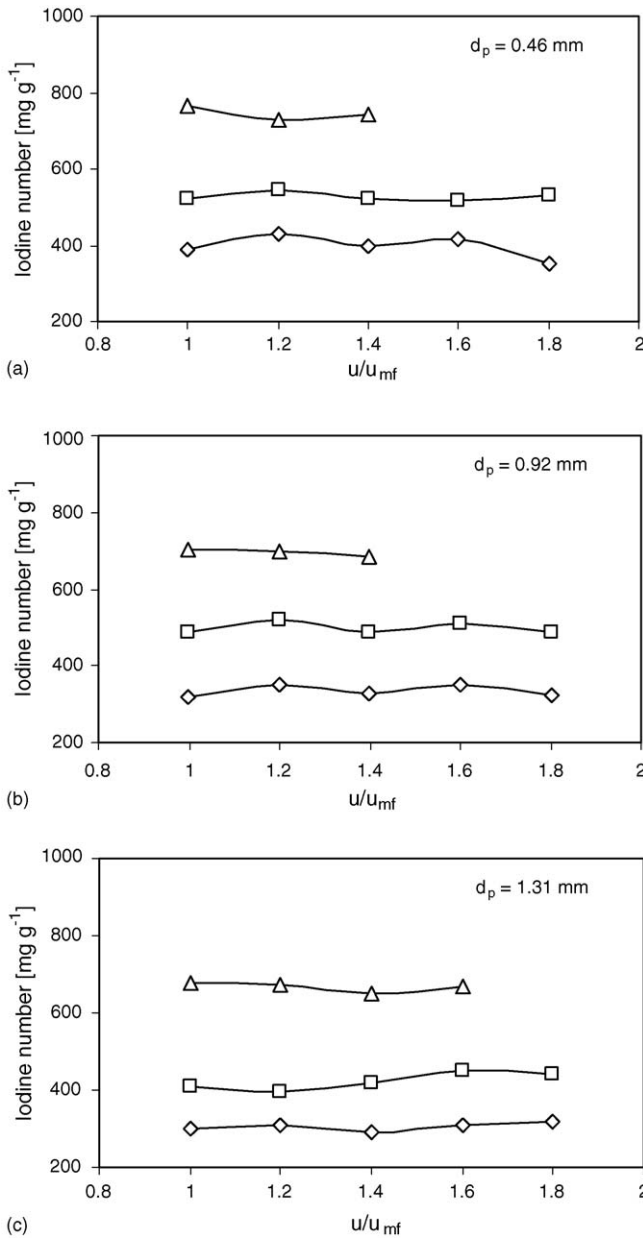 1000
800
600
400
200
Iodine number [mg g⁻¹]
dp = 0.46 mm
0.8 1 1.2 1.4 1.6 1.8 2
u/umf
(a)
1000
800
600
400
200
Iodine number [mg g⁻¹]
dp = 0.92 mm
0.8 1 1.2 1.4 1.6 1.8 2
u/umf
(b)
1000
800
600
400
200
Iodine number [mg g⁻¹]
dp = 1.31 mm
0.8 1 1.2 1.4 1.6 1.8 2
u/umf
(c)